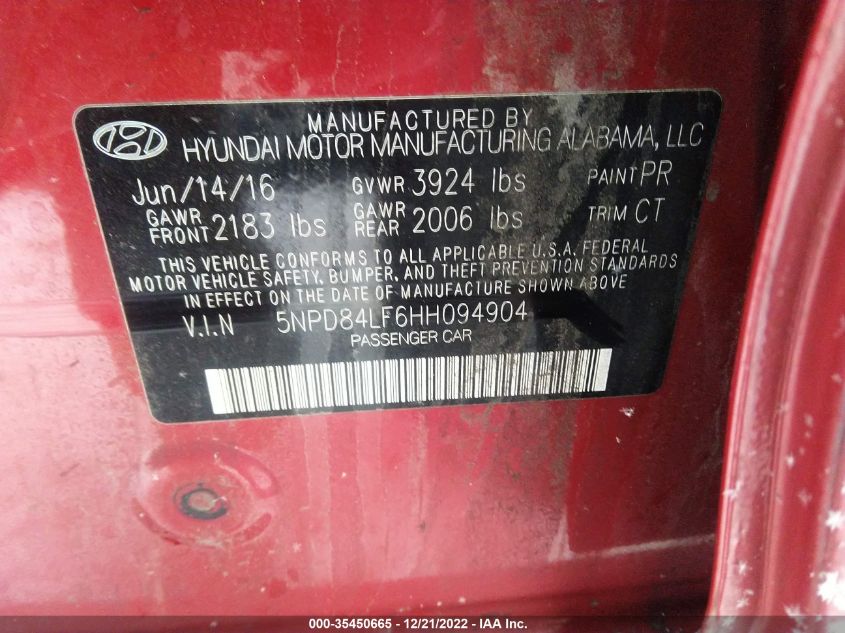 MANUFACTURED BY
HYUNDAI MOTOR MANUFACTURING ALABAMA, LLC
Jun/14/16 GVWR 3924 lbs PAINT PR
GAWR FRONT 2183 lbs GAWR REAR 2006 lbs TRIM CT
THIS VEHICLE CONFORMS TO ALL APPLICABLE U.S.A. FEDERAL
MOTOR VEHICLE SAFETY, BUMPER, AND THEFT PREVENTION STANDARDS
IN EFFECT ON THE DATE OF MANUFACTURE SHOWN ABOVE
V.I.N 5NPD84LF6HH094904
PASSENGER CAR
000-35450665 - 12/21/2022 - IAA Inc.